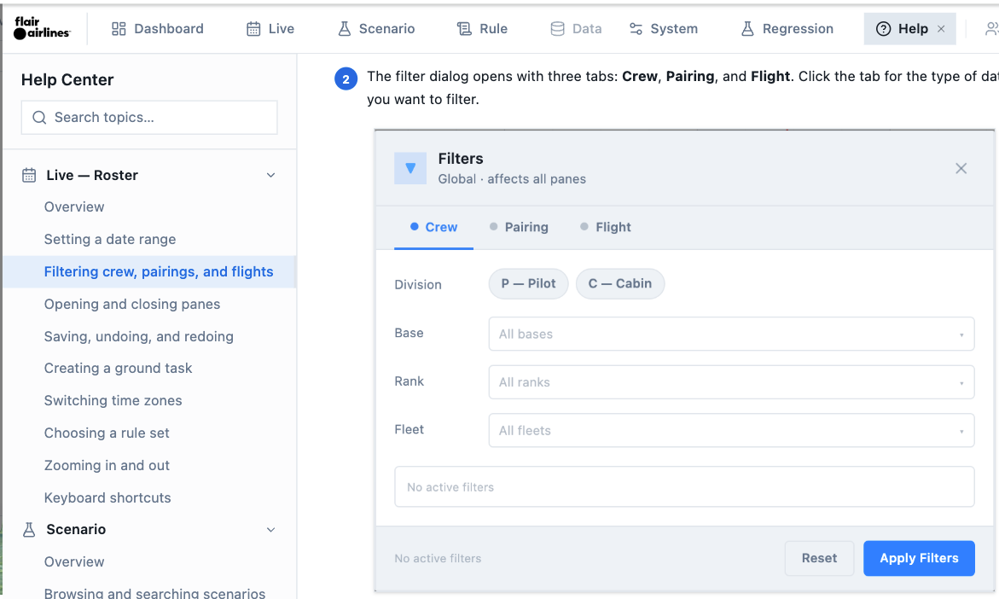 flair
airlines
Dashboard
Live
Scenario
Rule
Data
System
Regression
Help
Help Center
Search topics...
Live — Roster
Overview
Setting a date range
Filtering crew, pairings, and flights
Opening and closing panes
Saving, undoing, and redoing
Creating a ground task
Switching time zones
Choosing a rule set
Zooming in and out
Keyboard shortcuts
Scenario
Overview
Browsing and searching scenarios
2
The filter dialog opens with three tabs: Crew, Pairing, and Flight. Click the tab for the type of
you want to filter.
Filters
Global · affects all panes
Crew
Pairing
Flight
Division
P — Pilot
C — Cabin
Base
All bases
Rank
All ranks
Fleet
All fleets
No active filters
No active filters
Reset
Apply Filters